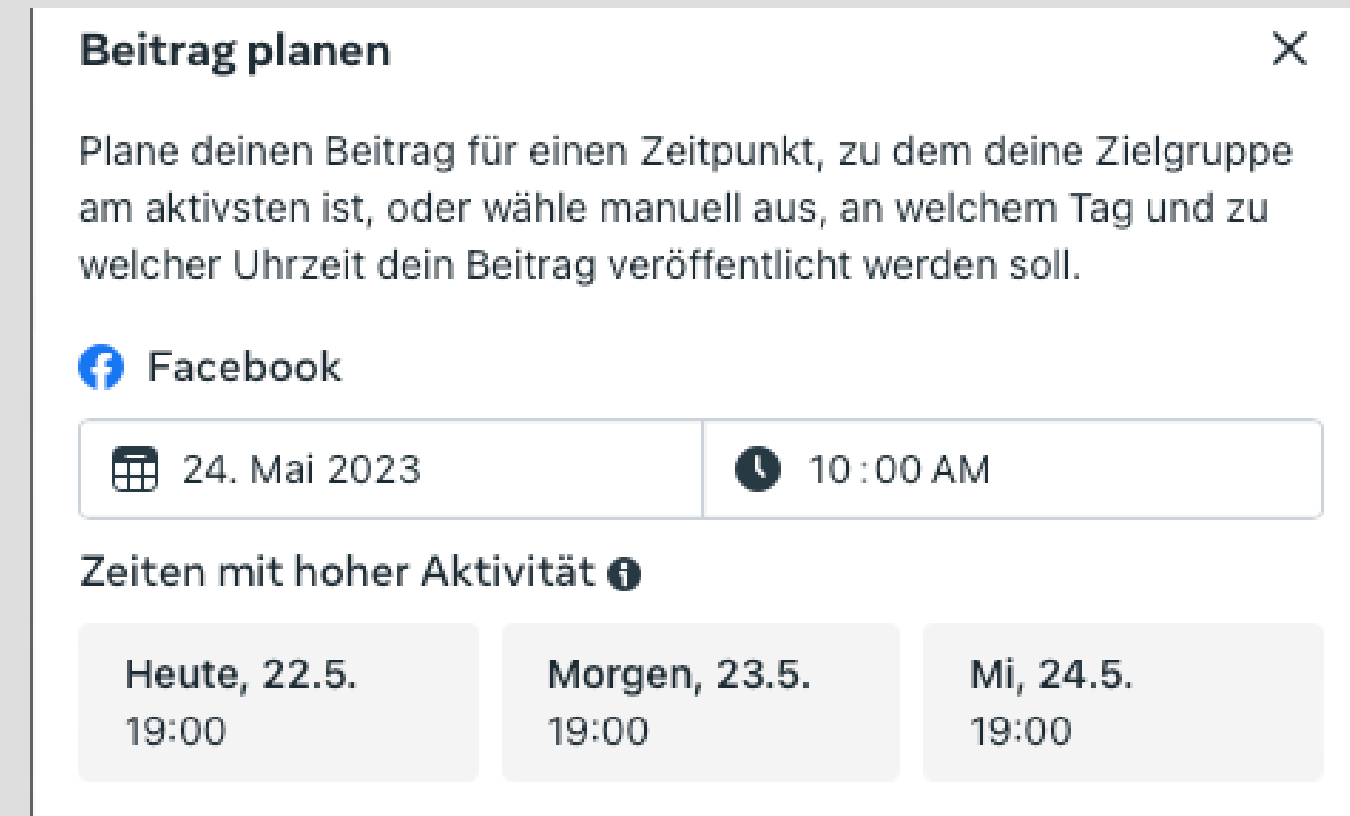 Beitrag planen
Plane deinen Beitrag für einen Zeitpunkt, zu dem deine Zielgruppe
am aktivsten ist, oder wähle manuell aus, an welchem Tag und zu
welcher Uhrzeit dein Beitrag veröffentlicht werden soll.
Facebook
24. Mai 2023 10:00 AM
Zeiten mit hoher Aktivität
Heute, 22.5. Morgen, 23.5. Mi, 24.5.
19:00 19:00 19:00